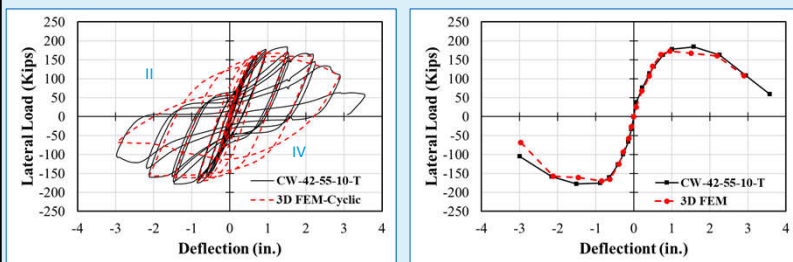 250
200
150
100
50
0
-50
-100
-150
-200
-250
Lateral Load (Kips)
II
IV
CW-42-55-10-T
3D FEM-Cyclic
-4 -3 -2 -1 0 1 2 3 4
Deflection (in.)
250
200
150
100
50
0
-50
-100
-150
-200
-250
Lateral Load (Kips)
CW-42-55-10-T
3D FEM
-4 -3 -2 -1 0 1 2 3 4
Deflectiont (in.)